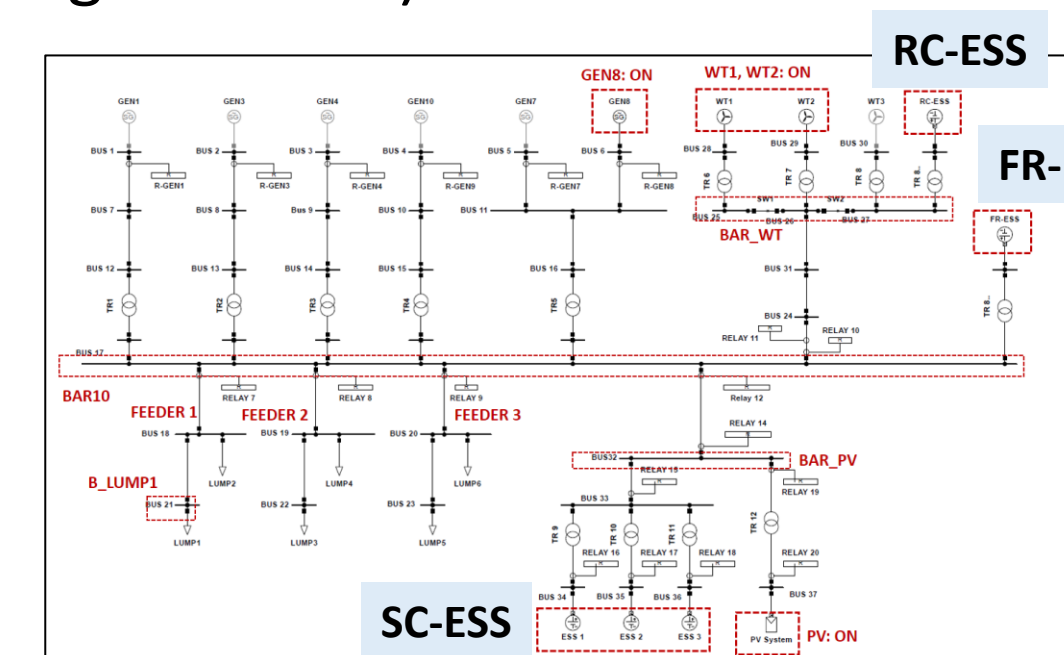 RC-ESS
GEN8: ON
WT1, WT2: ON
GEN1 GEN3 GEN4 GEN10 GEN7 GEN8 WT1 WT2 WT3 RC-ESS
BUS 1 BUS 2 BUS 3 BUS 4 BUS 5 BUS 6 BUS 28 BUS 29 BUS 30
FR-
R-GEN1 R-GEN3 R-GEN4 R-GEN9 R-GEN7 R-GEN8
TR 6 TR 7 TR 8 TR 8..
SW1 SW2
BUS 7 BUS 8 Bus 9 BUS 10 BUS 11 BUS 25 BUS 26 BUS 27
FR-ESS
BAR_WT
BUS 12 BUS 13 BUS 14 BUS 15 BUS 16 BUS 31
TR1 TR2 TR3 TR4 TR5 TR 8..
BUS 24
RELAY 11 RELAY 10
BUS 17
BAR10
RELAY 7 RELAY 8 RELAY 9 Relay 12
FEEDER 1 FEEDER 2 FEEDER 3
RELAY 14
BUS 18 BUS 19 BUS 20
BUS32 BAR_PV
RELAY 15
B_LUMP1 LUMP2 LUMP4 LUMP6
RELAY 19
BUS 21 BUS 22 BUS 23 BUS 33
TR 9 TR 10 TR 11 TR 12
LUMP1 LUMP3 LUMP5
RELAY 16 RELAY 17 RELAY 18 RELAY 20
BUS 34 BUS 35 BUS 36 BUS 37
SC-ESS
ESS 1 ESS 2 ESS 3 PV System PV: ON